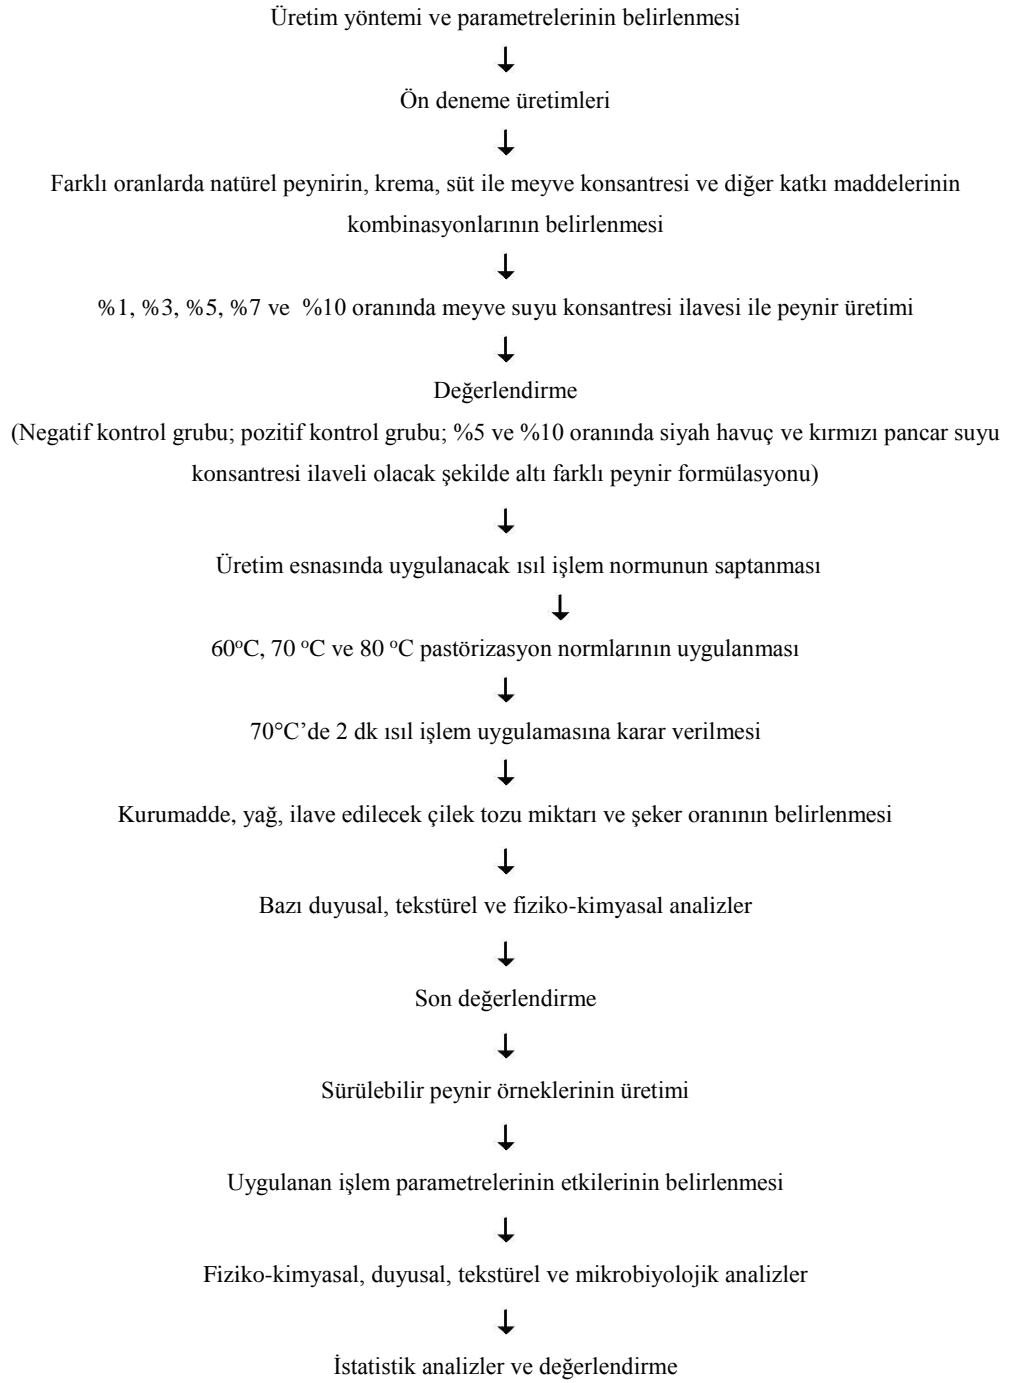 Üretim yöntemi ve parametrelerinin belirlenmesi
Ön deneme üretimleri
Farklı oranlarda natürel peynirin, krema, süt ile meyve konsantresi ve diğer katkı maddelerinin
kombinasyonlarının belirlenmesi
%1, %3, %5, %7 ve %10 oranında meyve suyu konsantresi ilavesi ile peynir üretimi
Değerlendirme
(Negatif kontrol grubu; pozitif kontrol grubu; %5 ve %10 oranında siyah havuç ve kırmızı pancar suyu
konsantresi ilaveli olacak şekilde altı farklı peynir formülasyonu)
Üretim esnasında uygulanacak ısıl işlem normunun saptanması
60°C, 70 °C ve 80 °C pastörizasyon normlarının uygulanması
70°C’de 2 dk ısıl işlem uygulamasına karar verilmesi
Kurumadde, yağ, ilave edilecek çilek tozu miktarı ve şeker oranının belirlenmesi
Bazı duyusal, tekstürel ve fiziko-kimyasal analizler
Son değerlendirme
Sürülebilir peynir örneklerinin üretimi
Uygulanan işlem parametrelerinin etkilerinin belirlenmesi
Fiziko-kimyasal, duyusal, tekstürel ve mikrobiyolojik analizler
İstatistik analizler ve değerlendirme